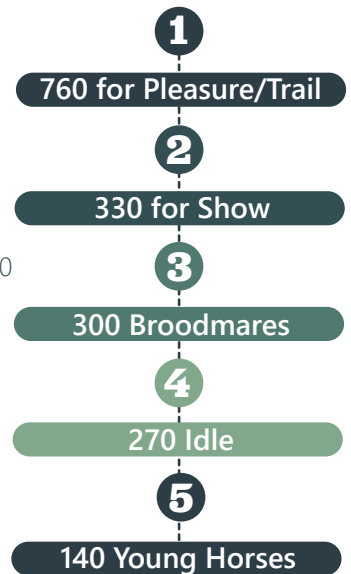 1
760 for Pleasure/Trail
2
330 for Show
0
3
300 Broodmares
4
270 Idle
5
140 Young Horses